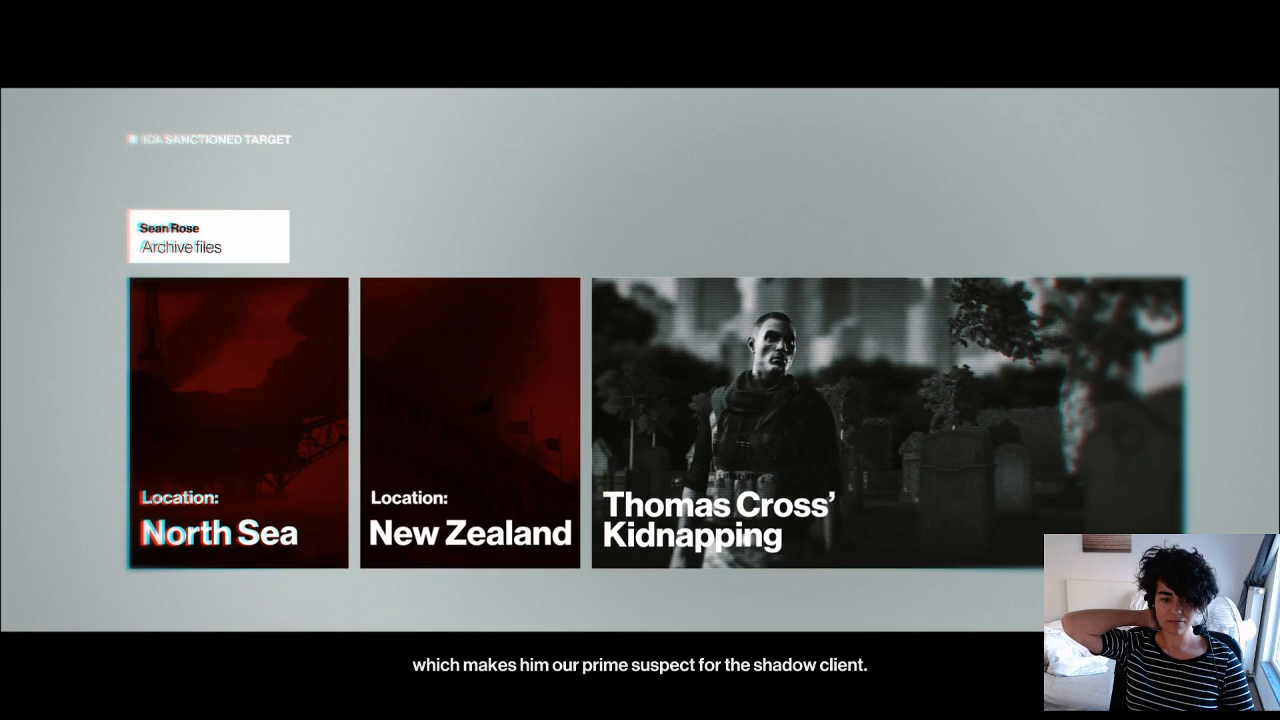 ICA SANCTIONED TARGET
Sean Rose
Archive files
Location:
North Sea
Location:
New Zealand
Thomas Cross’
Kidnapping
which makes him our prime suspect for the shadow client.